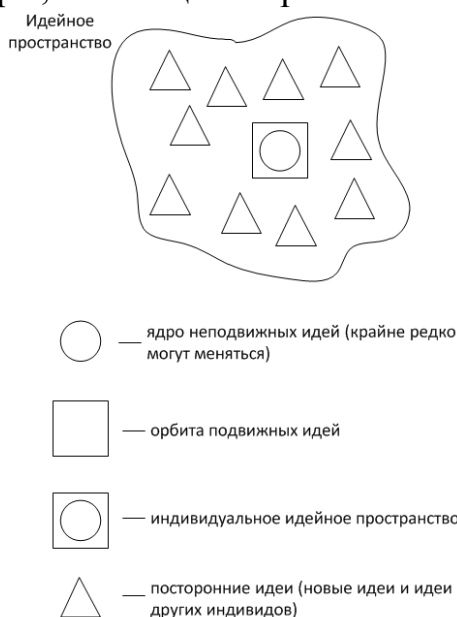 Идейное
пространство
ядро неподвижных идей (крайне редко
могут меняться)
орбита подвижных идей
индивидуальное идейное пространство
посторонние идеи (новые идеи и идеи
других индивидов)